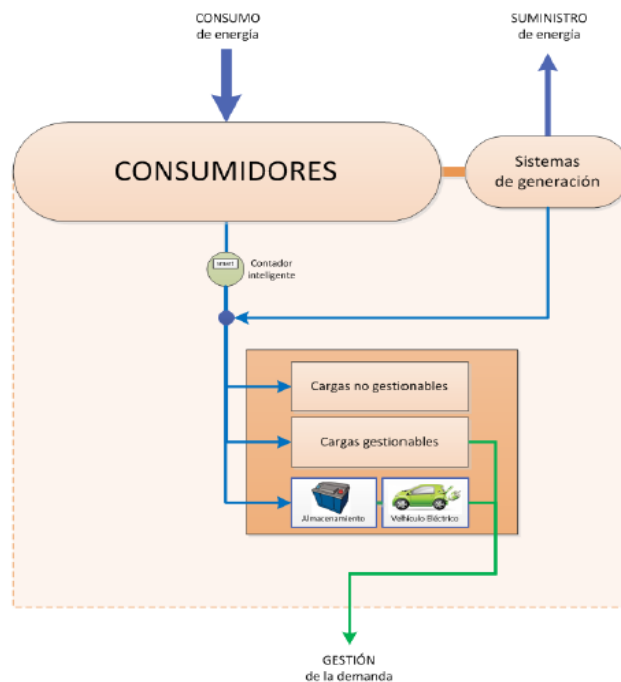 CONSUMO
de energía
SUMINISTRO
de energía
CONSUMIDORES
Sistemas
de generación
smart
Contador
inteligente
Cargas no gestionables
Cargas gestionables
Almacenamiento
Vehículo Eléctrico
GESTIÓN
de la demanda